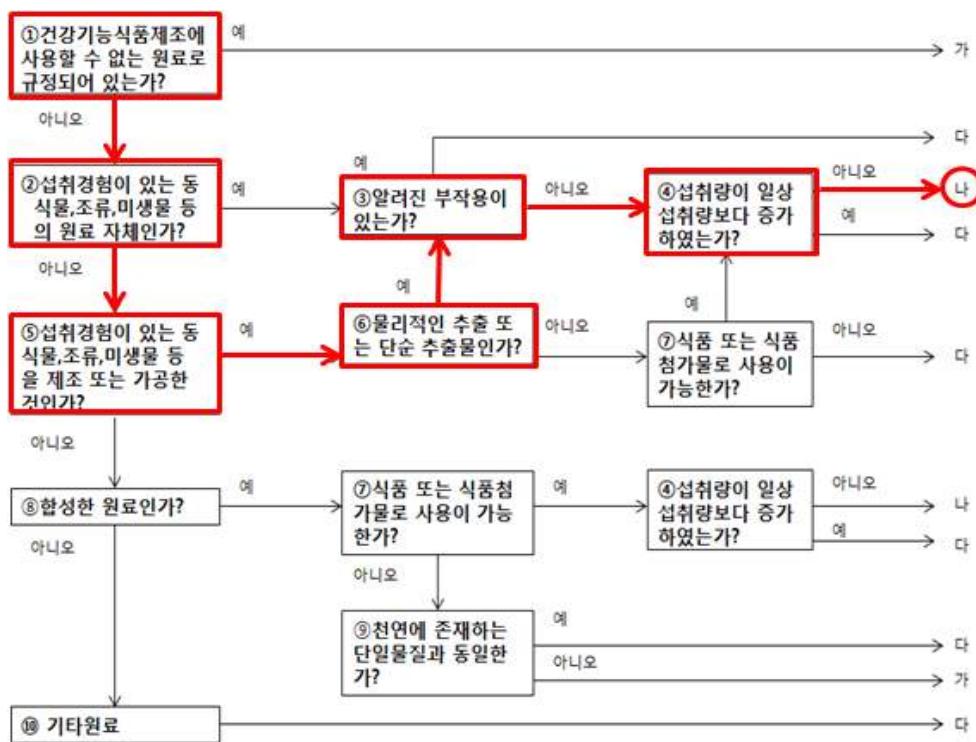 ①건강기능식품제조에
사용할 수 없는 원료로
규정되어 있는가?
예
가
아니오
다
②섭취경험이 있는 동
식물,조류,미생물 등
의 원료 자체인가?
예
예
③알려진 부작용이
있는가?
아니오
④섭취량이 일상
섭취량보다 증가
하였는가?
아니오
나
예
다
아니오
⑤섭취경험이 있는 동
식물,조류,미생물 등
을 제조 또는 가공한
것인가?
예
예
⑥물리적인 추출 또
는 단순 추출물인가?
아니오
예
⑦식품 또는 식품
첨가물로 사용이
가능한가?
아니오
다
아니오
⑧합성한 원료인가?
예
⑦식품 또는 식품첨
가물로 사용이 가능
한가?
예
④섭취량이 일상
섭취량보다 증가
하였는가?
아니오
나
예
다
아니오
아니오
⑨천연에 존재하는
단일물질과 동일한
가?
예
다
아니오
가
⑩ 기타원료
다